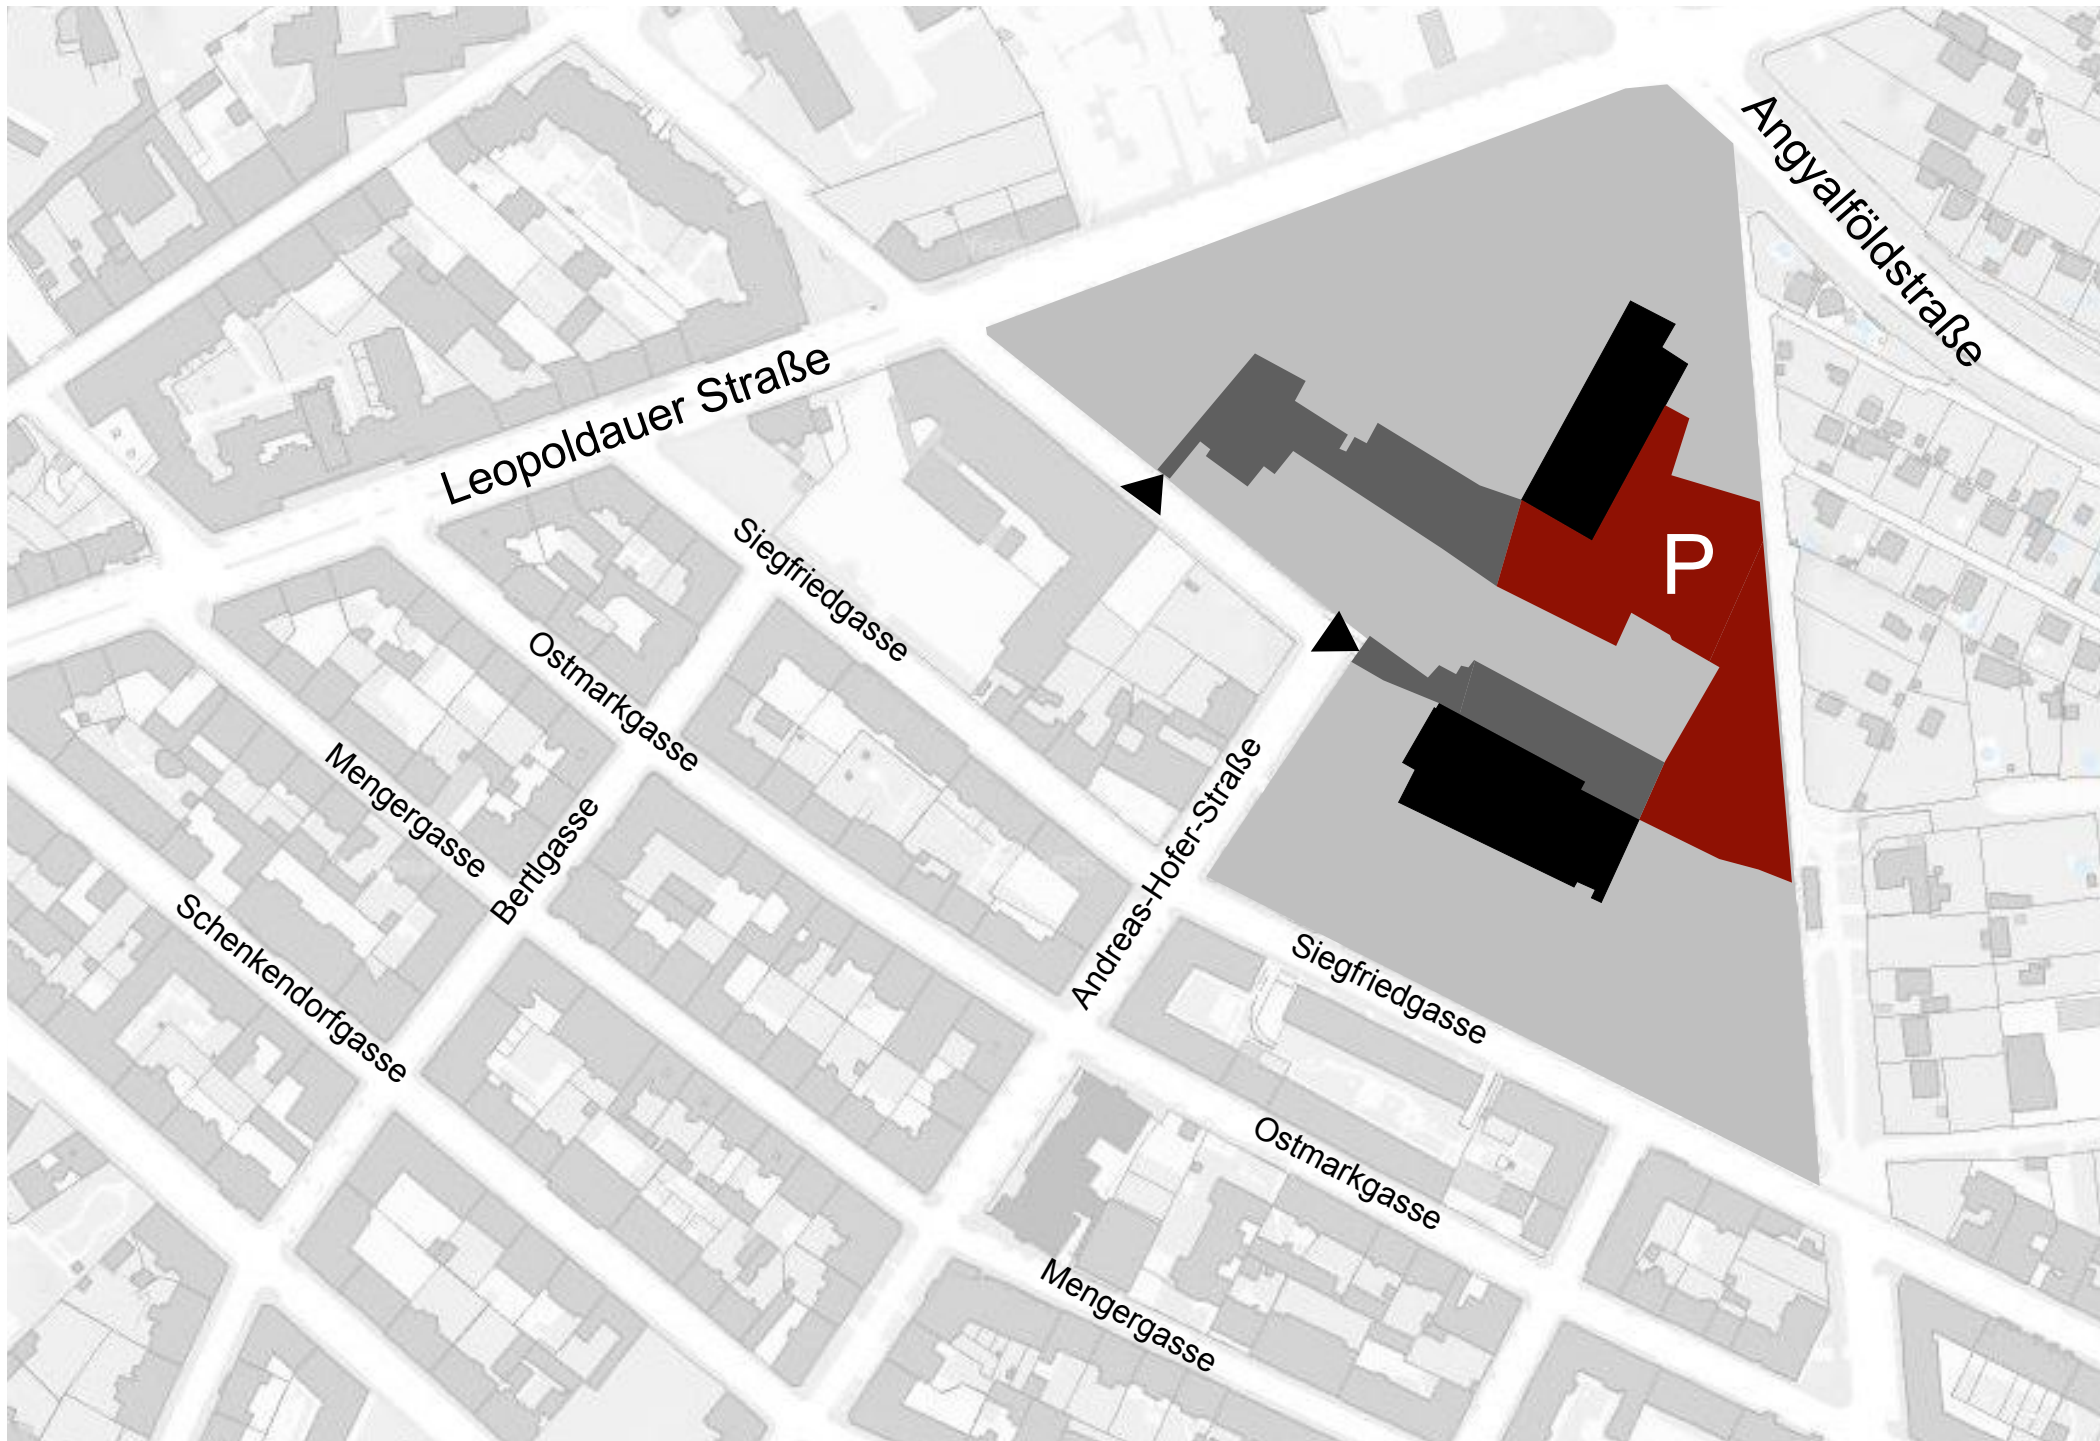 Angyalföldstraße
Leopoldauer Straße
Siegfriedgasse
P
Ostmarkgasse
Mengergasse
Bertlgasse
Andreas-Hofer-Straße
Schenkendorfgasse
Siegfriedgasse
Ostmarkgasse
Mengergasse